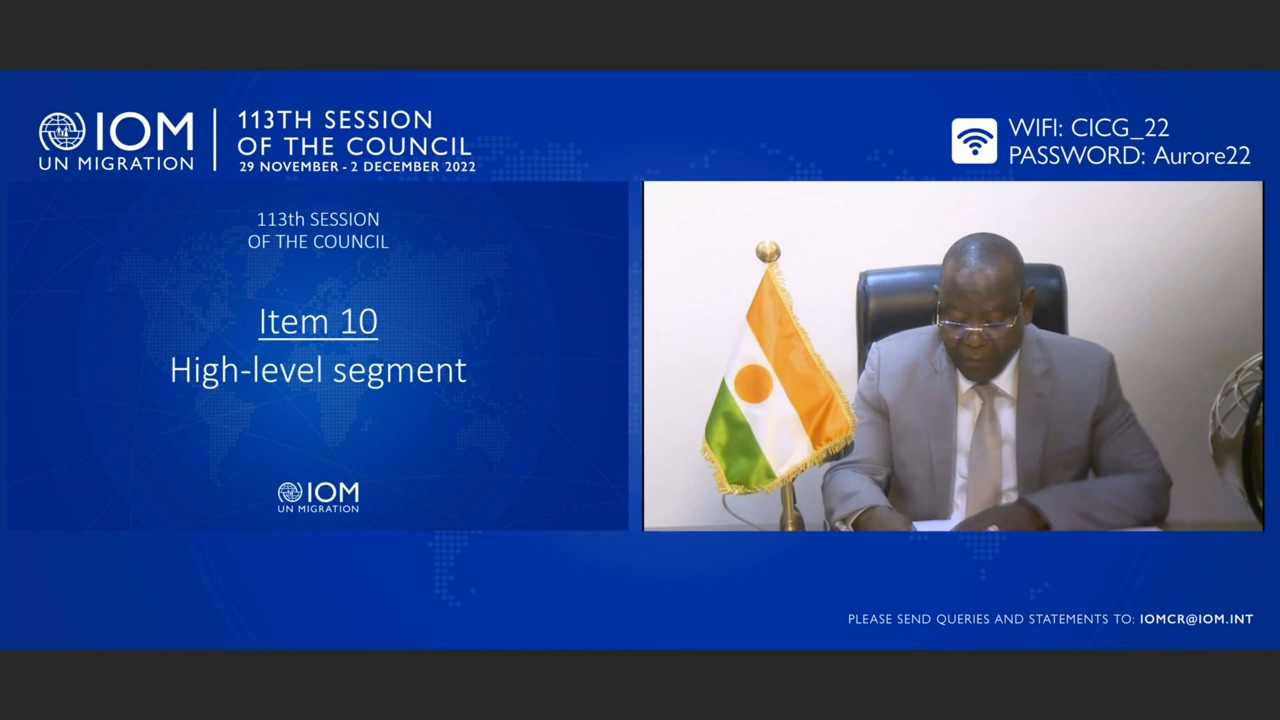 IOM
UN MIGRATION
113TH SESSION
OF THE COUNCIL
29 NOVEMBER - 2 DECEMBER 2022
WIFI: CICG_22
PASSWORD: Aurore22
113th SESSION
OF THE COUNCIL
Item 10
High-level segment
IOM
UN MIGRATION
PLEASE SEND QUERIES AND STATEMENTS TO: IOMCR@IOM.INT